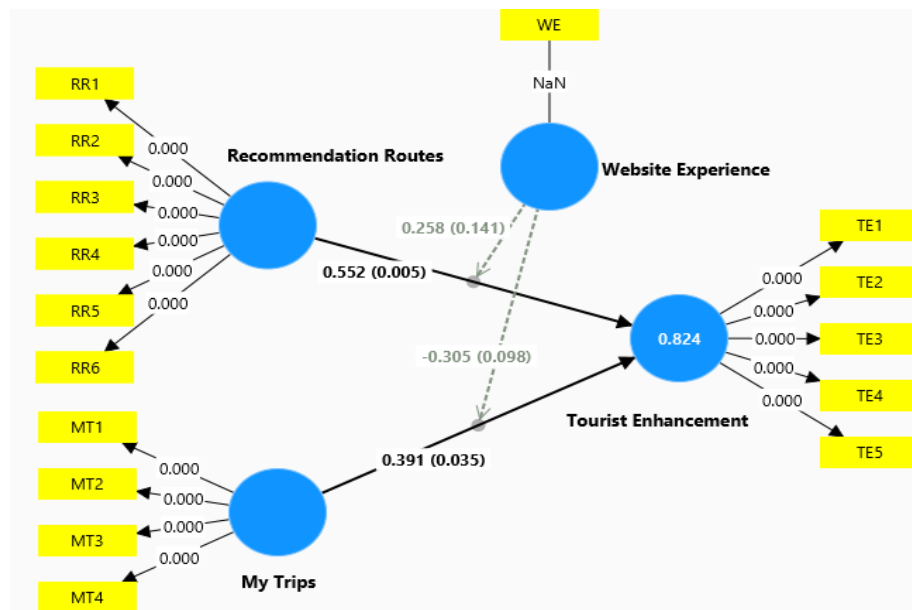 WE
NaN
Website Experience
RR1
RR2
RR3
RR4
RR5
RR6
0.000
0.000
0.000
0.000
0.000
0.000
Recommendation Routes
0.258 (0.141)
0.552 (0.005)
-0.305 (0.098)
0.391 (0.035)
MT1
MT2
MT3
MT4
0.000
0.000
0.000
0.000
My Trips
0.824
Tourist Enhancement
0.000
0.000
0.000
0.000
0.000
TE1
TE2
TE3
TE4
TE5